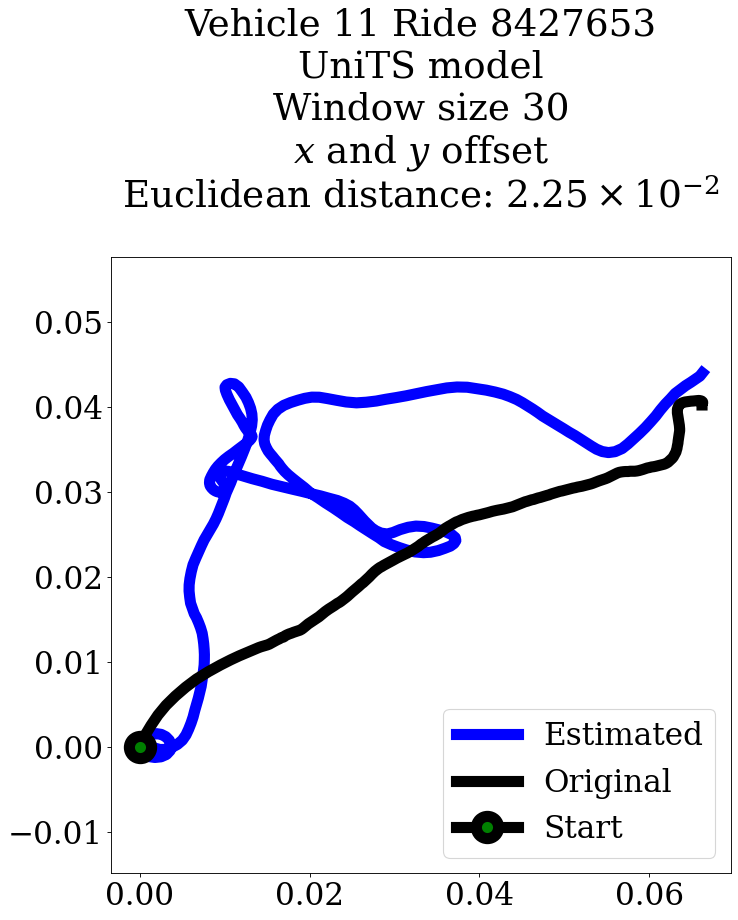 Vehicle 11 Ride 8427653
UniTS model
Window size 30
x and y offset
Euclidean distance: 2.25 × 10⁻²
0.05
0.04
0.03
0.02
0.01
0.00
−0.01
0.00 0.02 0.04 0.06
Estimated
Original
Start